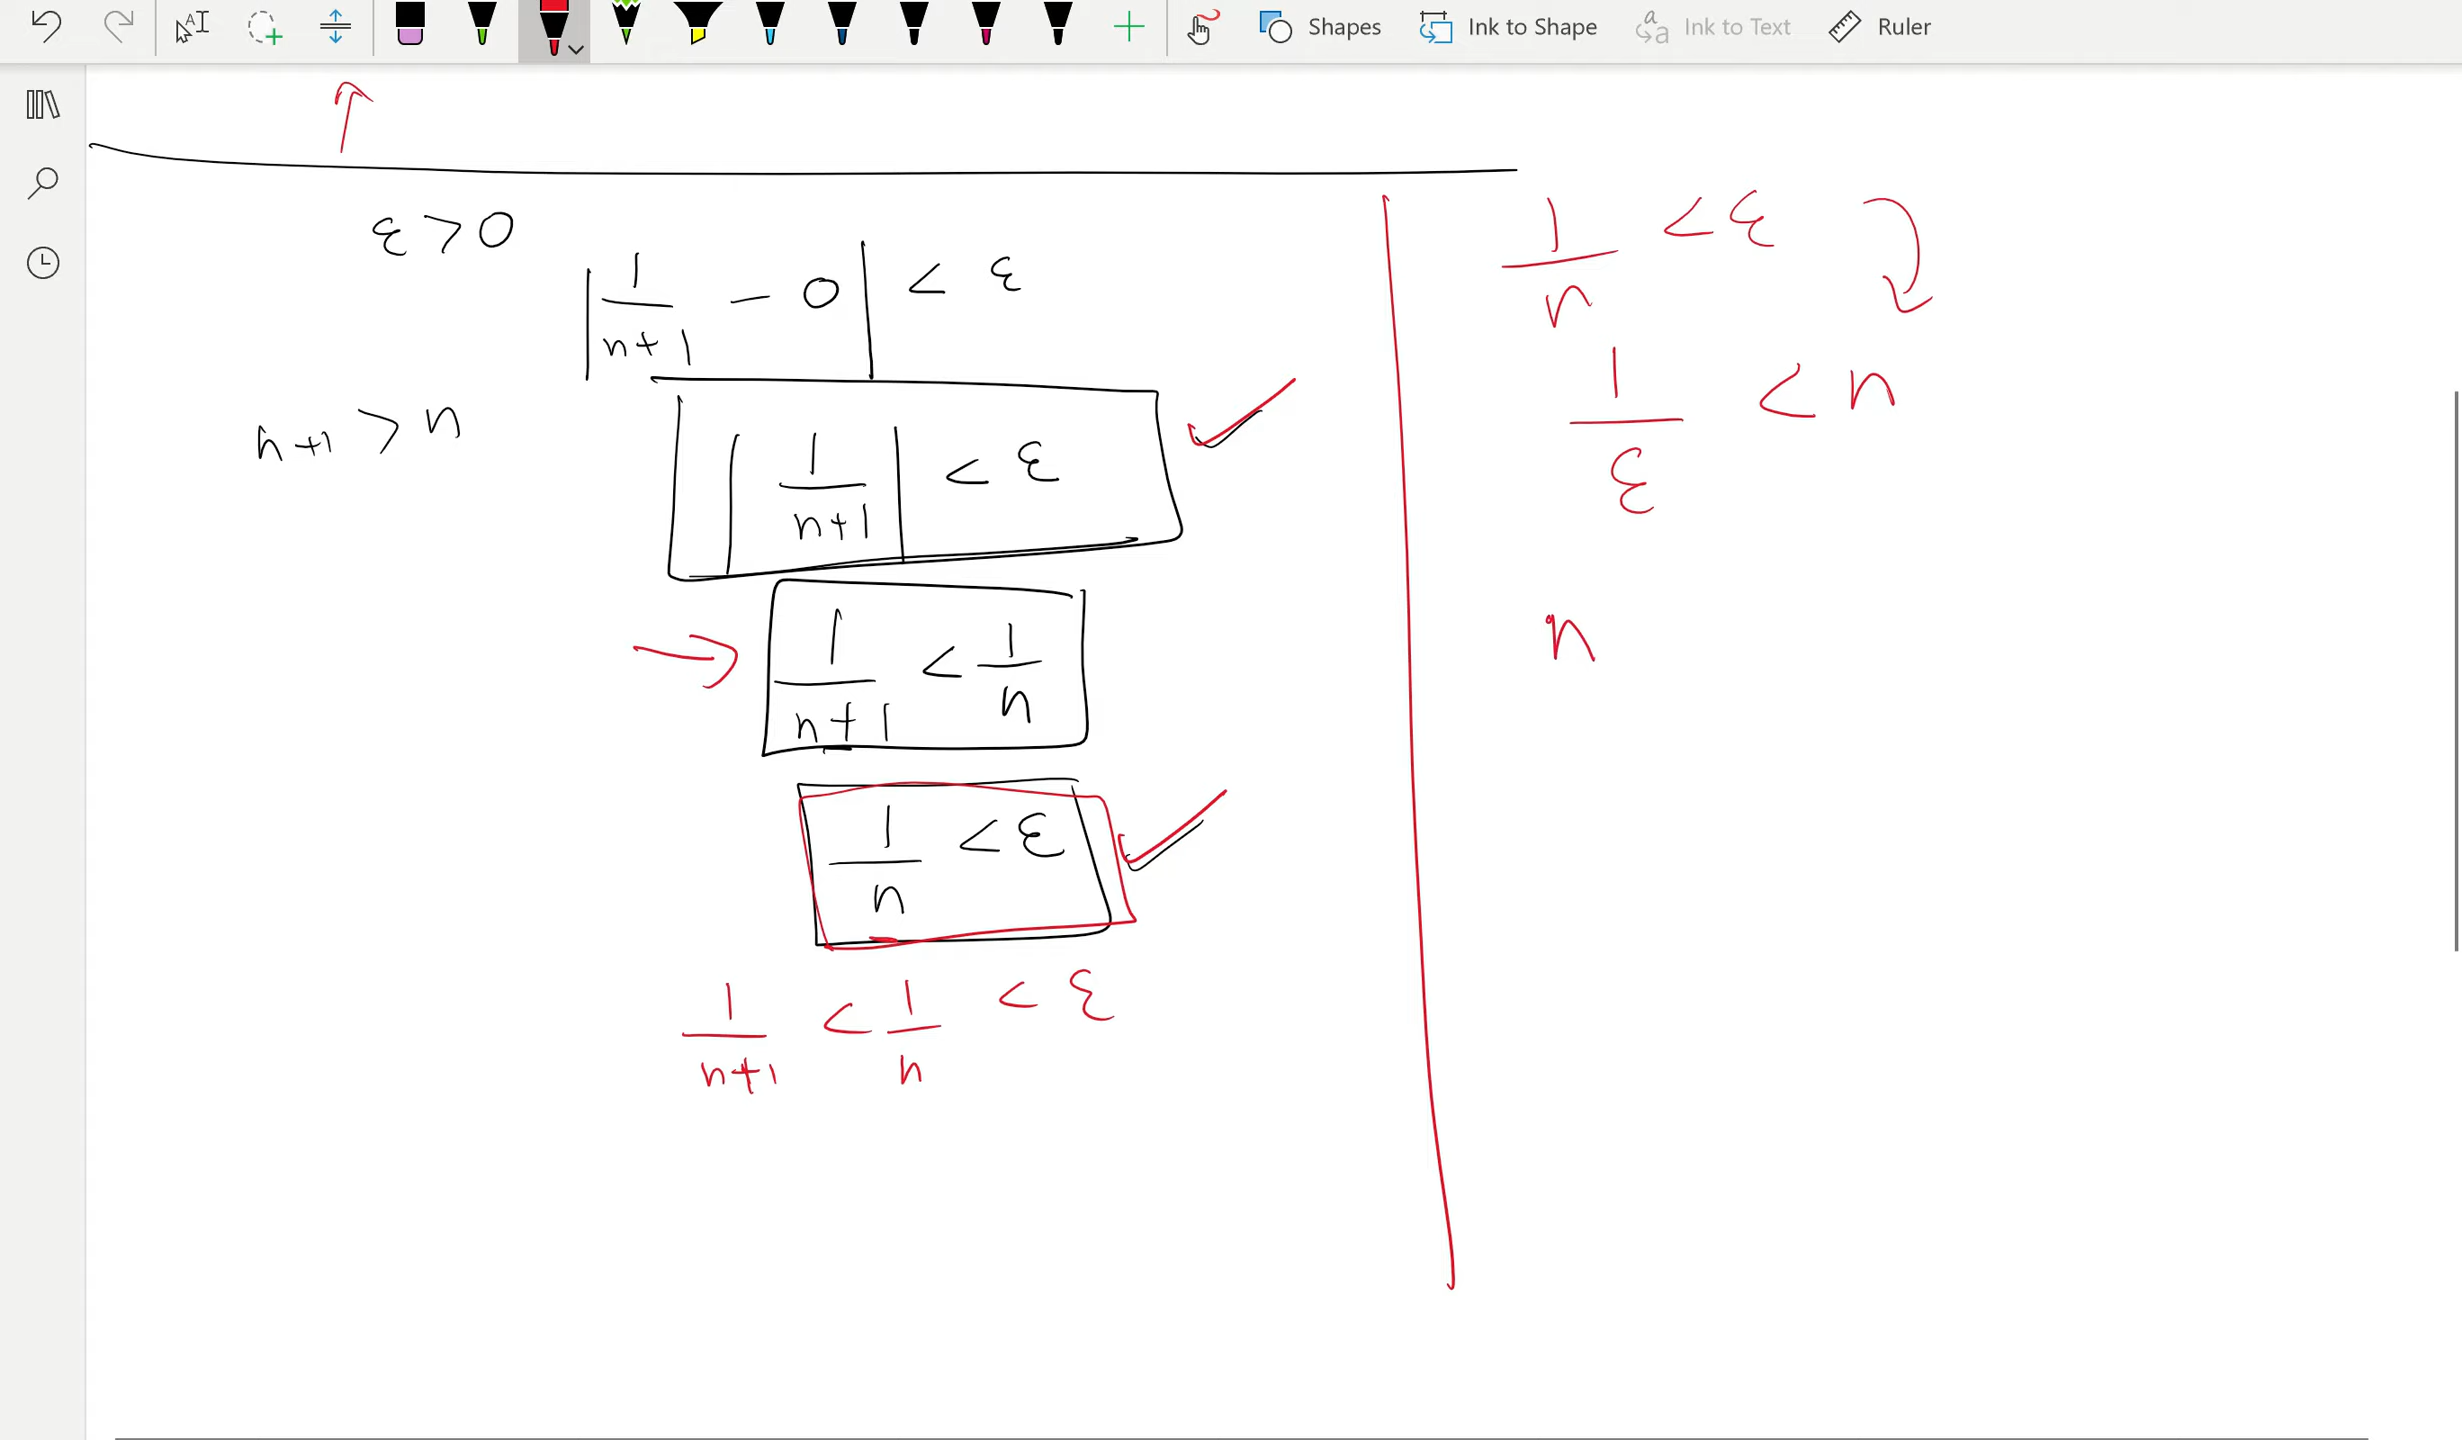 Shapes Ink to Shape Ink to Text Ruler
ε > 0
| 1/(n+1) - 0 | < ε
n+1 > n
| 1/(n+1) | < ε
1/(n+1) < 1/n
1/n < ε
1/(n+1) < 1/n < ε
1/n < ε
1/ε < n
n